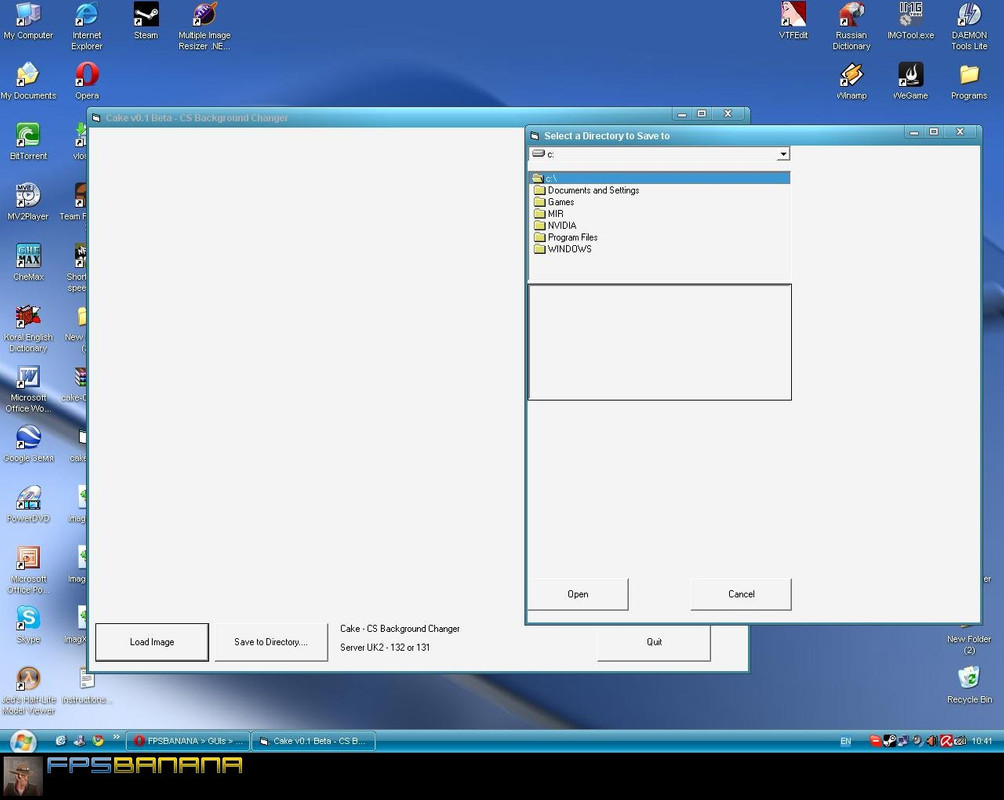 My Computer
Internet
Explorer
Steam
Multiple Image
Resizer .NE...
VTFEdit
Russian
Dictionary
IMGTool.exe
DAEMON
Tools Lite
My Documents
Opera
Winamp
WeGame
Programs
Cake v0.1 Beta - CS Background Changer
Select a Directory to Save to
c:
c:\
Documents and Settings
Games
MIR
NVIDIA
Program Files
WINDOWS
BitTorrent
MV2Player
Team F
CheMax
Short
spee
Koral English
Dictionary
New
Microsoft
Office Wo...
cake-
PowerDVD
Imag
Microsoft
Office Po...
Imag
Skype
ImagX
Jed's Half-Life
Model Viewer
Instructions...
Open
Cancel
Load Image
Save to Directory....
Cake - CS Background Changer
Server UK2 - 132 or 131
Quit
New Folder
(2)
Recycle Bin
FPSBANANA > GUIs > ...
Cake v0.1 Beta - CS B...
EN
10:41
FPSBANANA